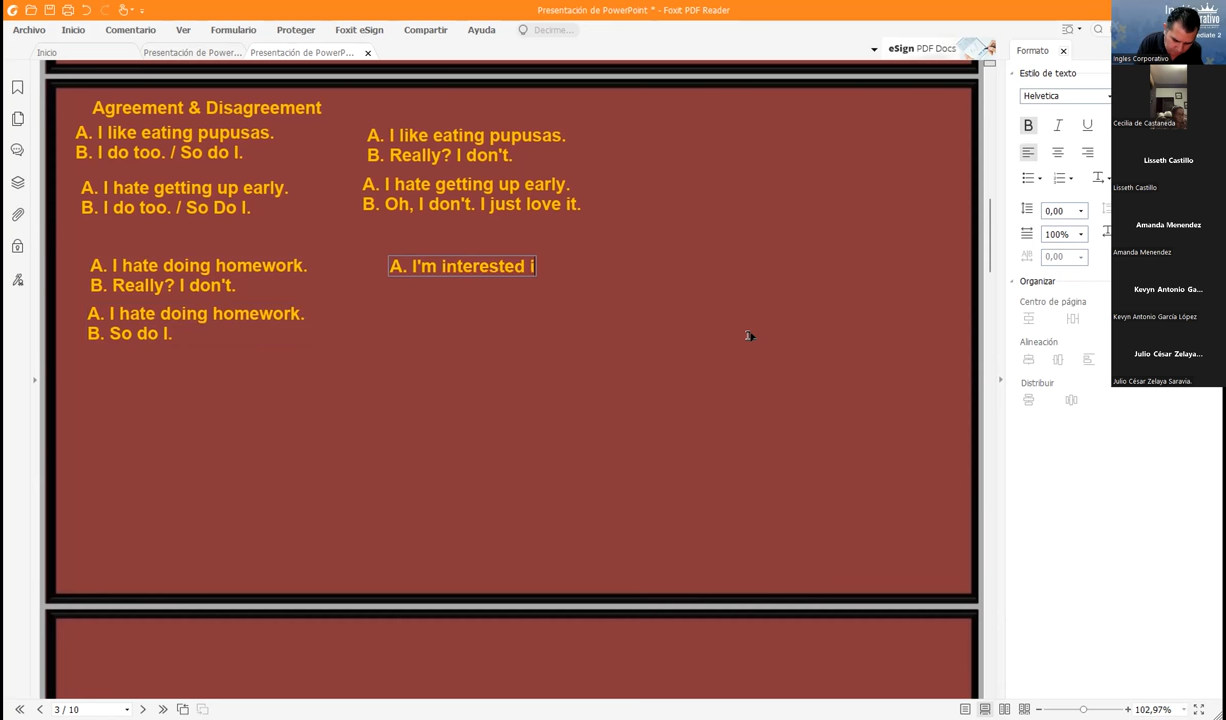 Presentación de PowerPoint * - Foxit PDF Reader
Archivo Inicio Comentario Ver Formulario Proteger Foxit eSign Compartir Ayuda Decirme...
Inicio Presentación de Power... Presentación de PowerP... eSign PDF Docs
Agreement & Disagreement
A. I like eating pupusas.
B. I do too. / So do I.
A. I like eating pupusas.
B. Really? I don't.
A. I hate getting up early.
B. I do too. / So Do I.
A. I hate getting up early.
B. Oh, I don't. I just love it.
A. I hate doing homework.
B. Really? I don't.
A. I'm interested i
A. I hate doing homework.
B. So do I.
Formato
Estilo de texto
Helvetica
B I U
0,00
100%
0,00
Organizar
Centro de página
Alineación
Distribuir
Ingles Corporativo
Cecilia de Castaneda
Lisseth Castillo
Lisseth Castillo
Amanda Menendez
Amanda Menendez
Kevyn Antonio Ga...
Kevyn Antonio García López
Julio César Zelaya...
Julio César Zelaya Saravia.
3 / 10
102,97%